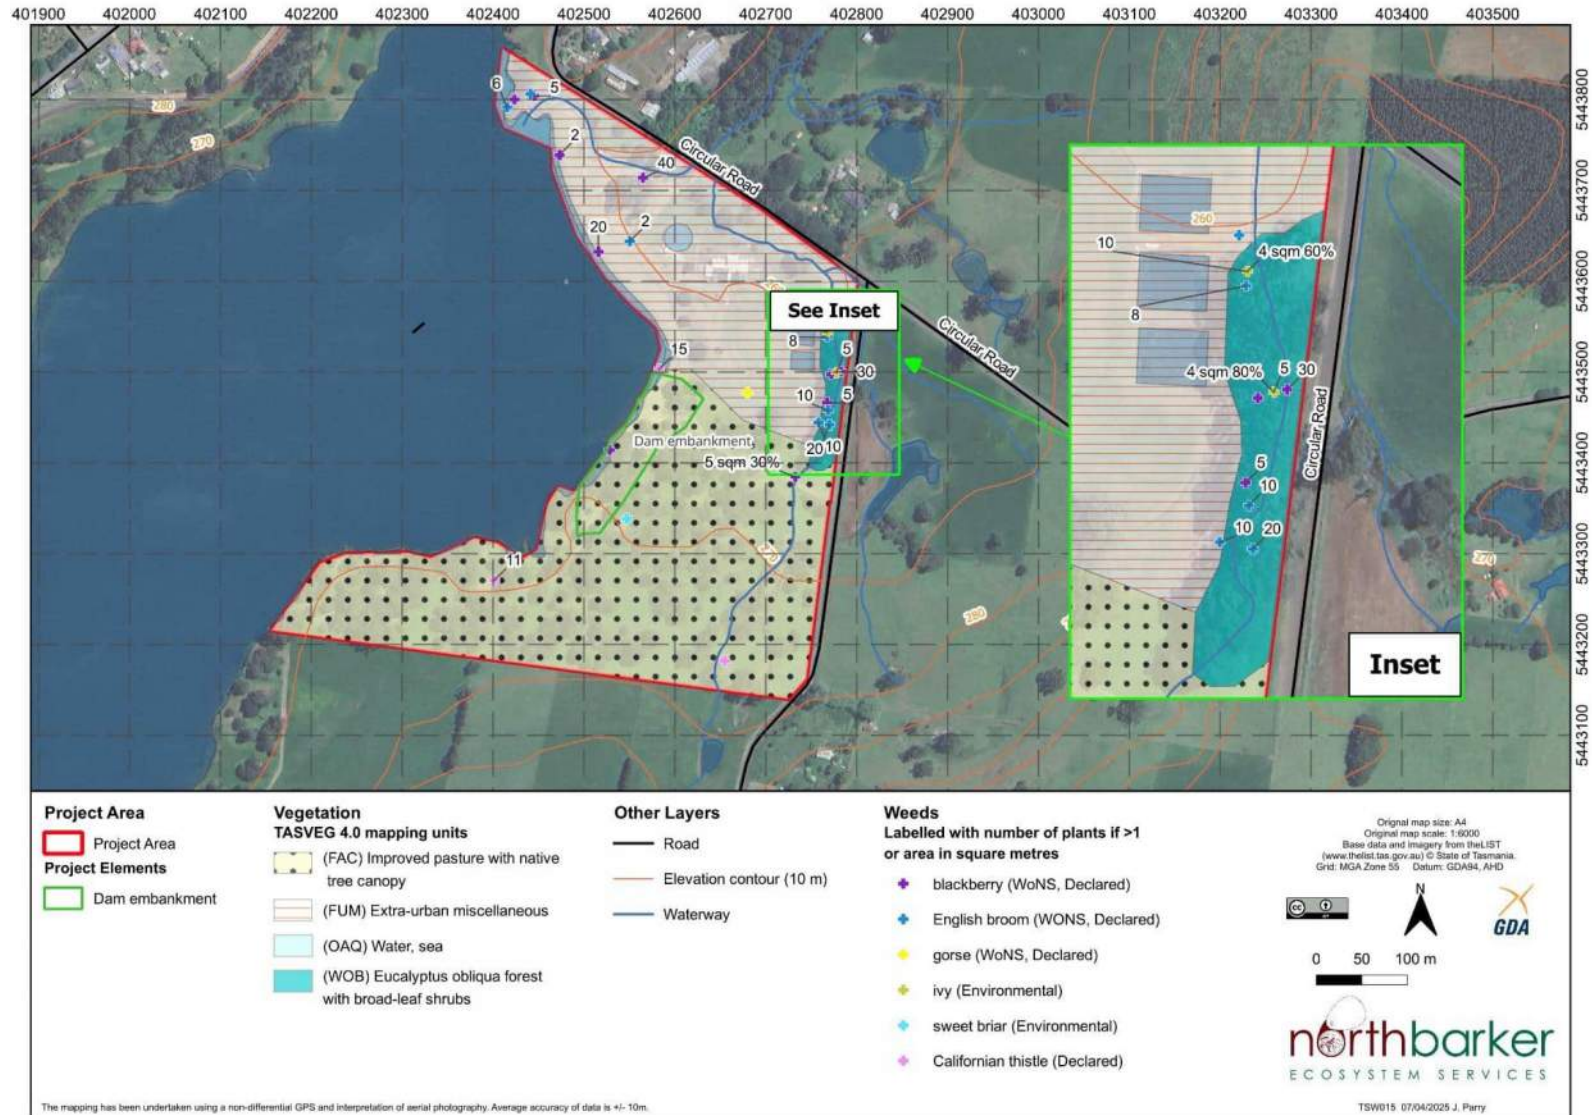 401900 402000 402100 402200 402300 402400 402500 402600 402700 402800 402900 403000 403100 403200 403300 403400 403500
5443800
5443700
5443600
5443500
5443400
5443300
5443200
5443100
280
270
6
5
2
40
Circular Road
20
2
See Inset
8
5
30
15
10
5
Dam embankment
20
10
5 sqm 30%
11
270
Circular Road
280
270
260
10
4 sqm 60%
8
4 sqm 80%
5
30
Circular Road
5
10
10
20
Inset
Project Area
Project Area
Project Elements
Dam embankment
Vegetation
TASVEG 4.0 mapping units
(FAC) Improved pasture with native
tree canopy
(FUM) Extra-urban miscellaneous
(OAQ) Water, sea
(WOB) Eucalyptus obliqua forest
with broad-leaf shrubs
Other Layers
Road
Elevation contour (10 m)
Waterway
Weeds
Labelled with number of plants if >1
or area in square metres
blackberry (WoNS, Declared)
English broom (WONS, Declared)
gorse (WoNS, Declared)
ivy (Environmental)
sweet briar (Environmental)
Californian thistle (Declared)
Orignal map size: A4
Original map scale: 1:6000
Base data and imagery from theLIST
(www.thelist.tas.gov.au) © State of Tasmania.
Grid: MGA Zone 55 Datum: GDA94, AHD
cc
N
GDA
0 50 100 m
northbarker
ECOSYSTEM SERVICES
The mapping has been undertaken using a non-differential GPS and interpretation of aerial photography. Average accuracy of data is +/- 10m.
TSW015 07/04/2025 J. Parry